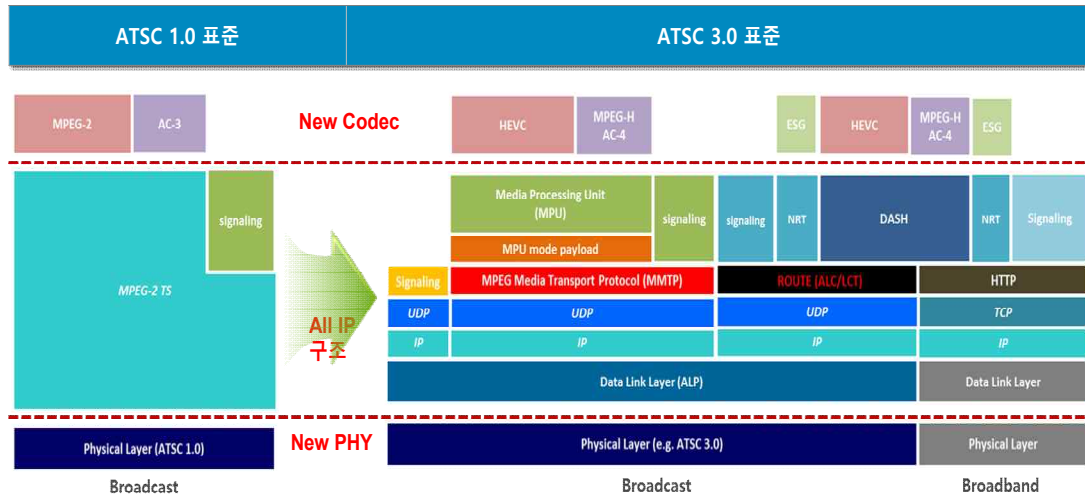 ATSC 1.0 표준
ATSC 3.0 표준
MPEG-2
AC-3
New Codec
HEVC
MPEG-H
AC-4
ESG
HEVC
MPEG-H
AC-4
ESG
MPEG-2 TS
signaling
All IP
구조
Media Processing Unit
(MPU)
MPU mode payload
signaling
signaling
NRT
DASH
NRT
Signaling
Signaling
MPEG Media Transport Protocol (MMTP)
ROUTE (ALC/LCT)
HTTP
UDP
UDP
UDP
TCP
IP
IP
IP
IP
Data Link Layer (ALP)
Data Link Layer
Physical Layer (ATSC 1.0)
New PHY
Physical Layer (e.g. ATSC 3.0)
Physical Layer
Broadcast
Broadcast
Broadband